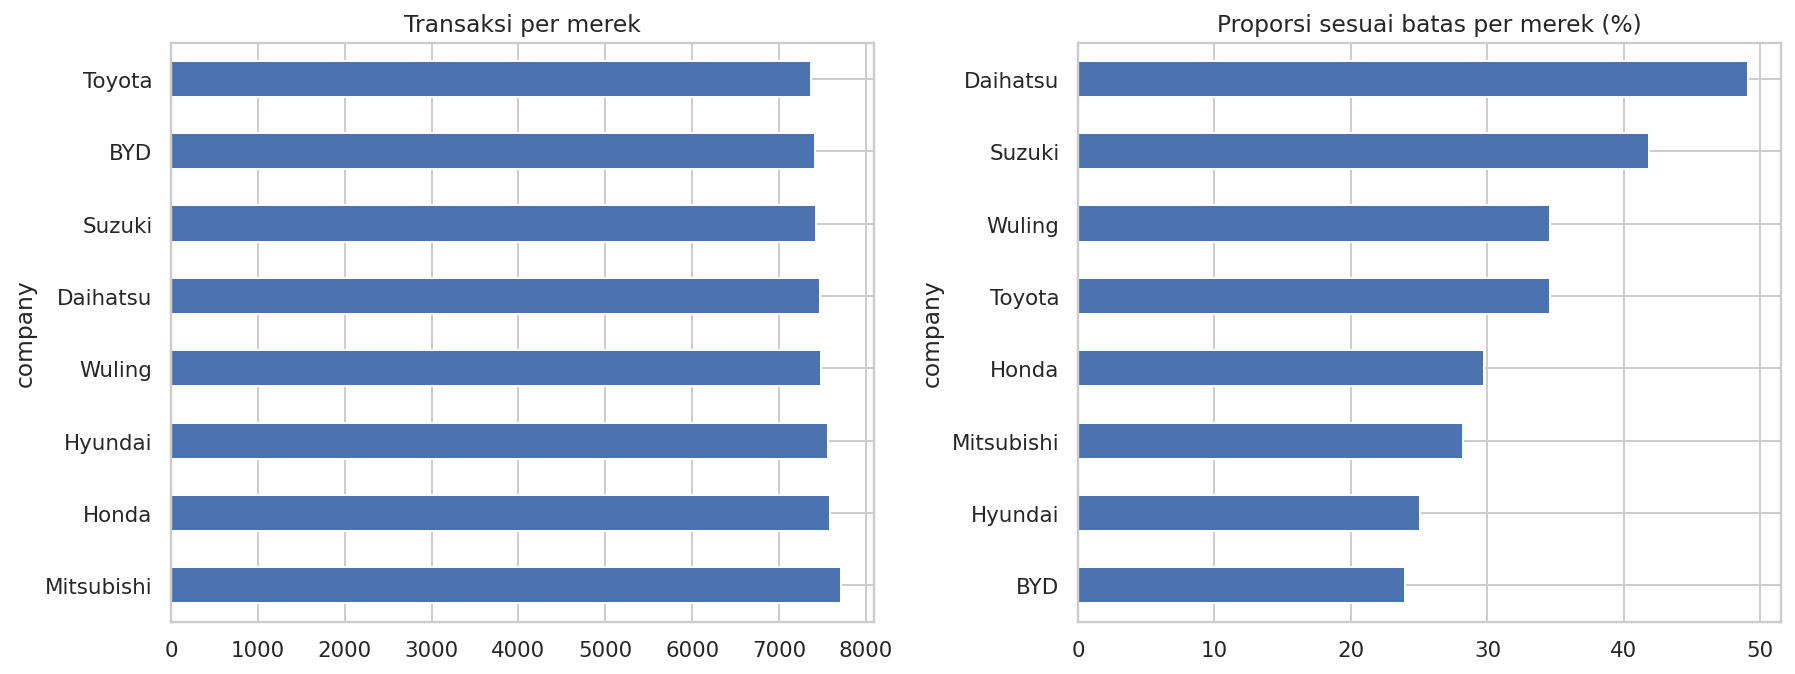 Transaksi per merek
company
Toyota
BYD
Suzuki
Daihatsu
Wuling
Hyundai
Honda
Mitsubishi
0 1000 2000 3000 4000 5000 6000 7000 8000
Proporsi sesuai batas per merek (%)
company
Daihatsu
Suzuki
Wuling
Toyota
Honda
Mitsubishi
Hyundai
BYD
0 10 20 30 40 50